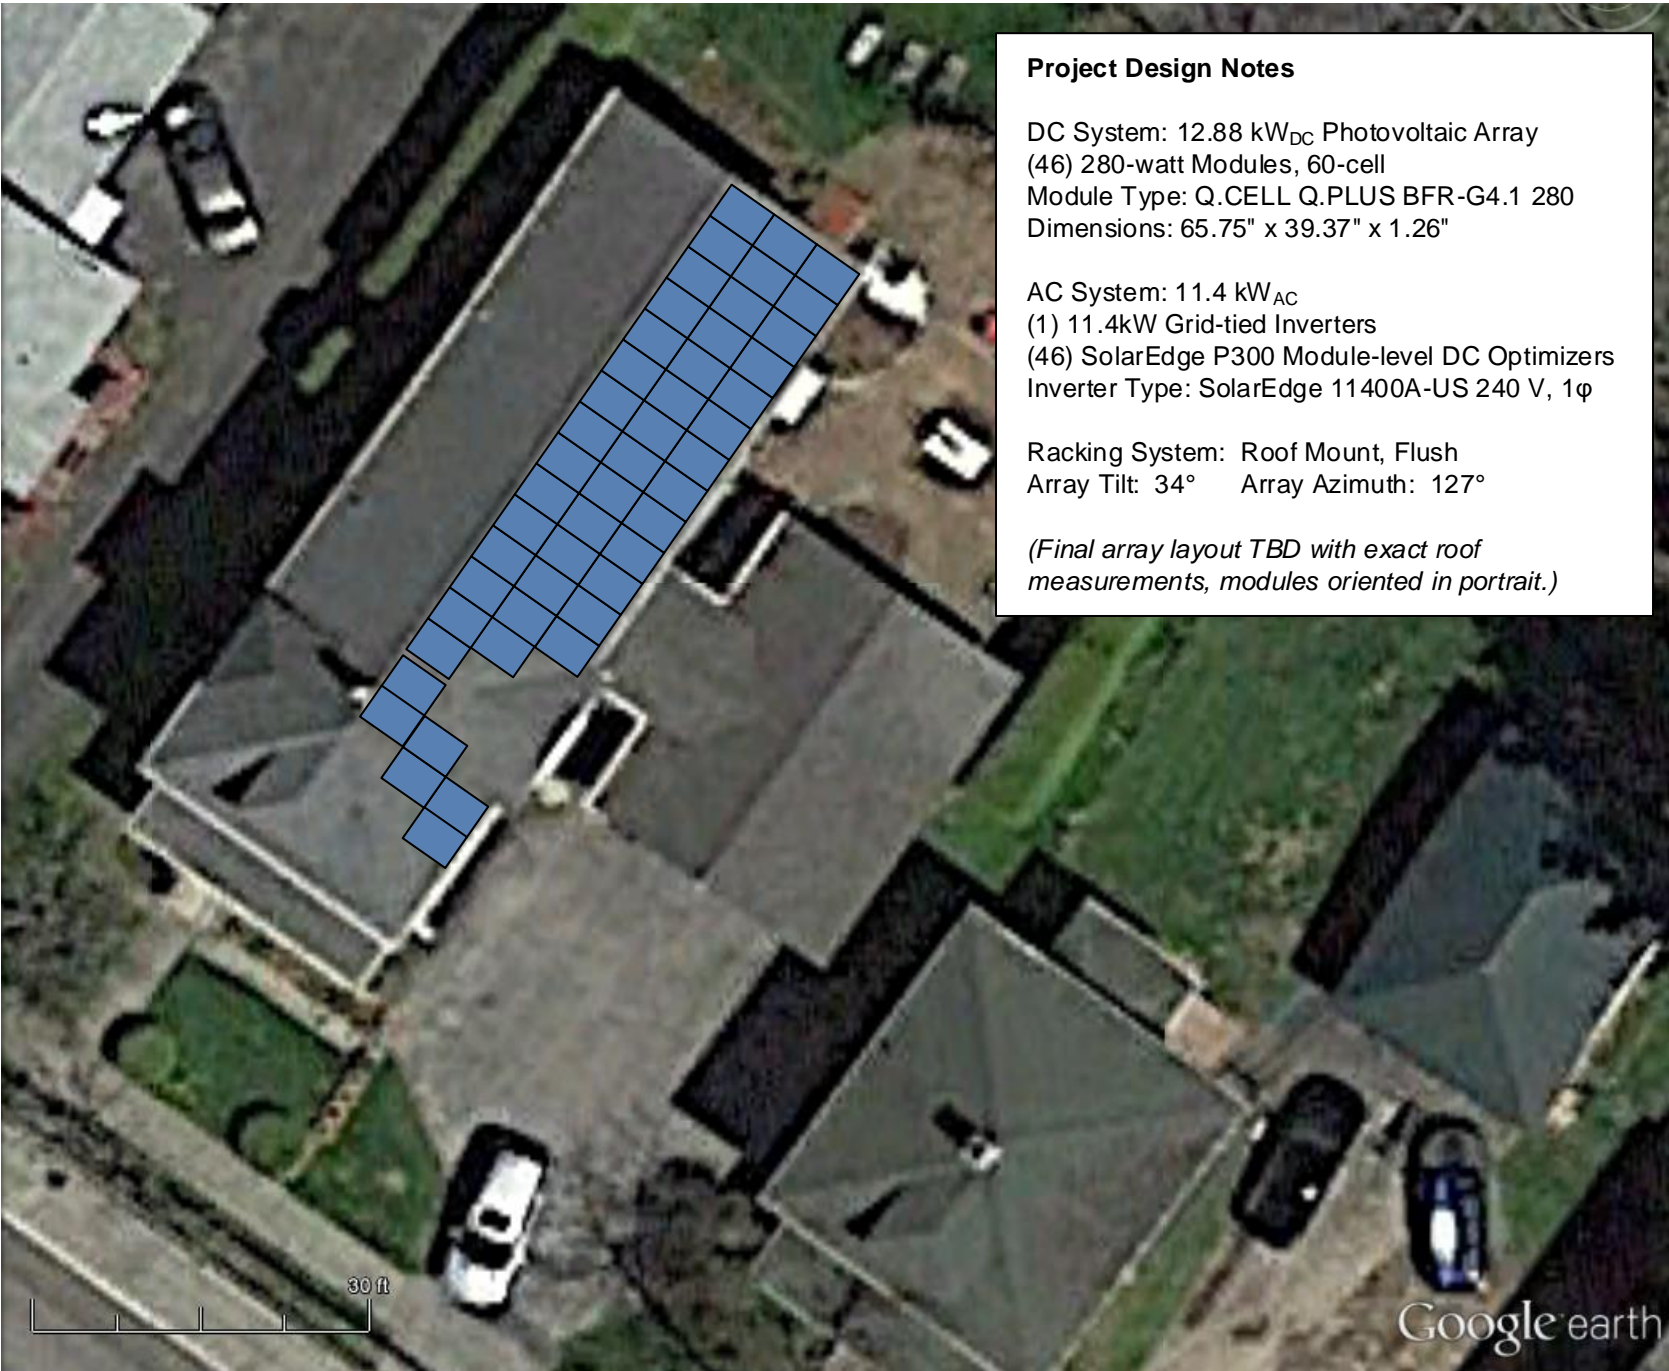 Project Design Notes
DC System: 12.88 kWDC Photovoltaic Array
(46) 280-watt Modules, 60-cell
Module Type: Q.CELL Q.PLUS BFR-G4.1 280
Dimensions: 65.75" x 39.37" x 1.26"
AC System: 11.4 kWAC
(1) 11.4kW Grid-tied Inverters
(46) SolarEdge P300 Module-level DC Optimizers
Inverter Type: SolarEdge 11400A-US 240 V, 1φ
Racking System: Roof Mount, Flush
Array Tilt: 34° Array Azimuth: 127°
(Final array layout TBD with exact roof
measurements, modules oriented in portrait.)
30 ft
Google earth